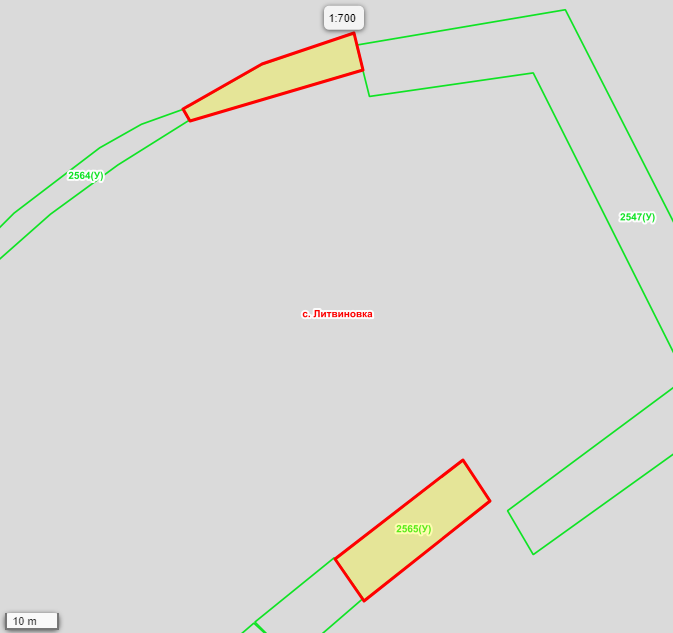 1:700
2564(У)
2547(У)
с. Литвиновка
2565(У)
10 m